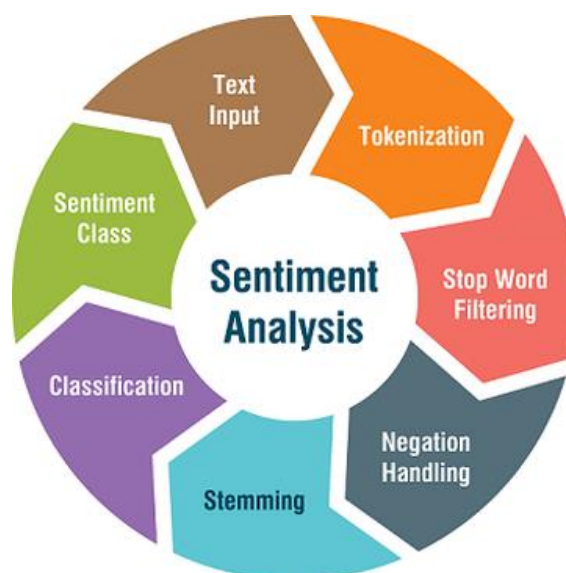 Text
Input
Tokenization
Stop Word
Filtering
Negation
Handling
Stemming
Classification
Sentiment
Class
Sentiment
Analysis